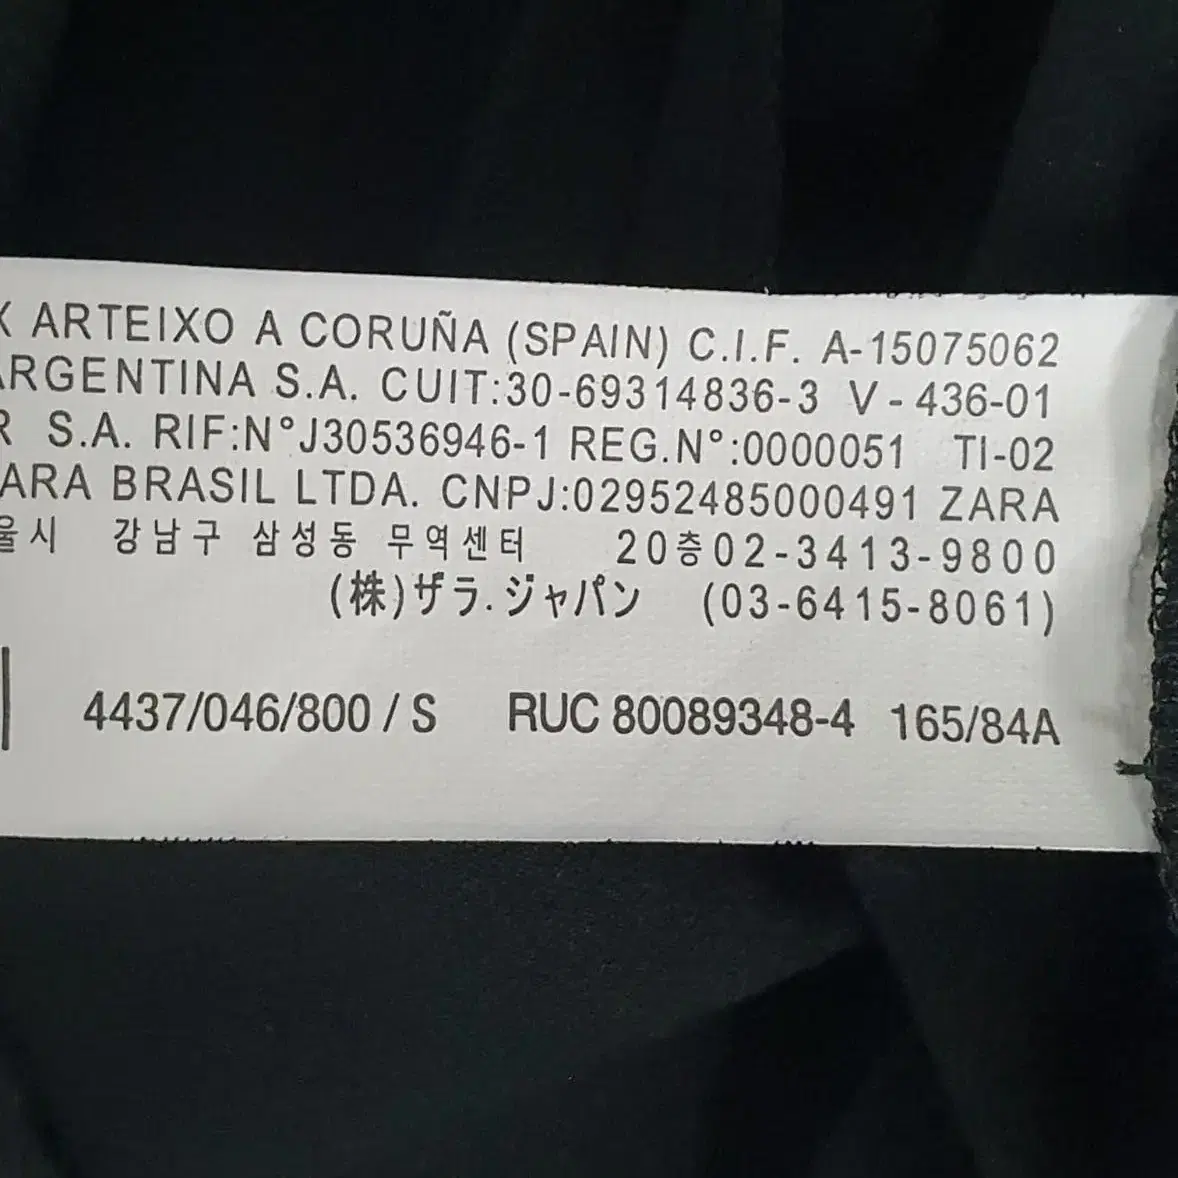 ARTEIXO A CORUÑA (SPAIN) C.I.F. A-15075062
ARGENTINA S.A. CUIT:30-69314836-3 V-436-01
S.A. RIF:N°J30536946-1 REG.N°:0000051 TI-02
ZARA BRASIL LTDA. CNPJ:02952485000491 ZARA
울시 강남구 삼성동 무역센터 20층02-3413-9800
(株)ザラ.ジャパン (03-6415-8061)
4437/046/800 / S RUC 80089348-4 165/84A